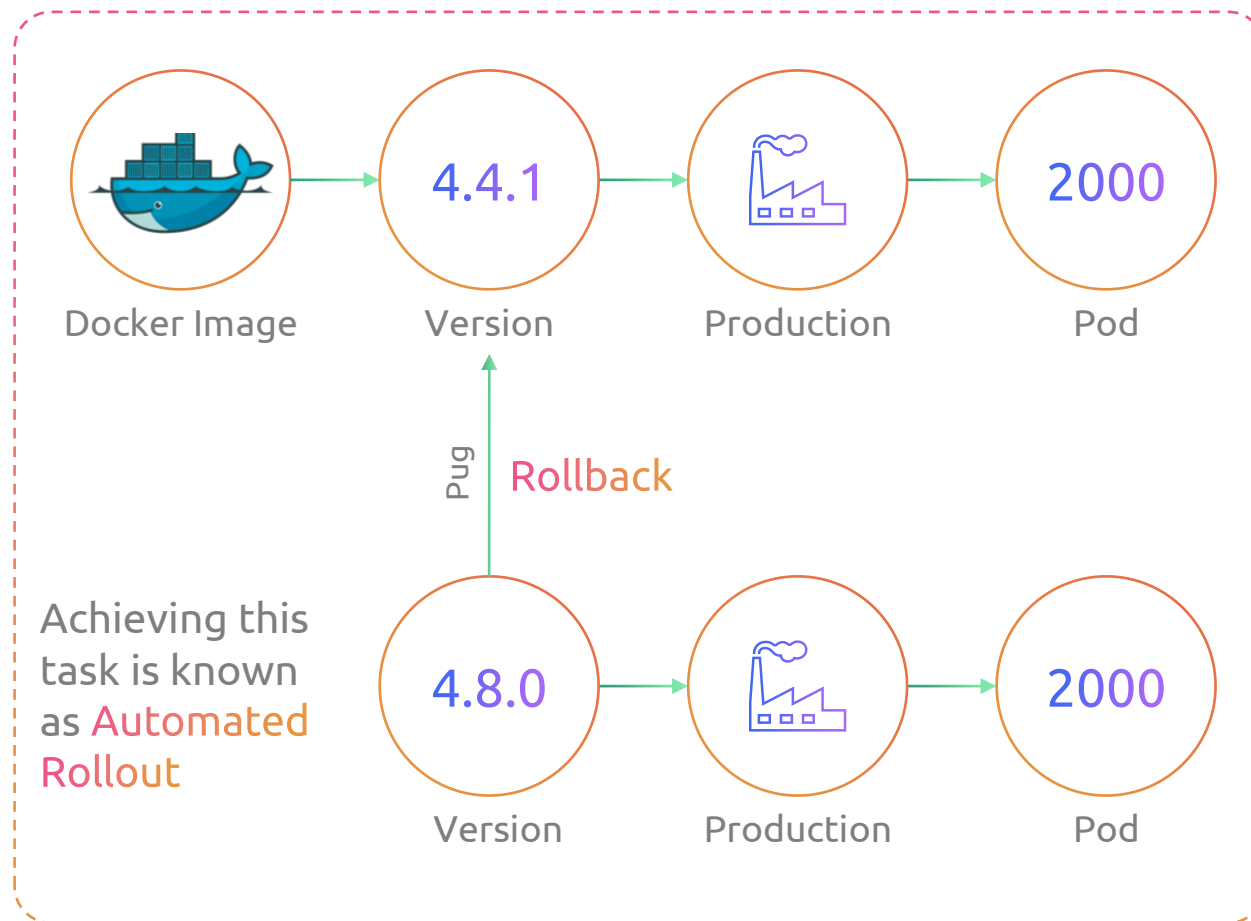 4.4.1
2000
Docker Image
Version
Production
Pod
Pug
Rollback
Achieving this
task is known
as Automated
Rollout
4.8.0
2000
Version
Production
Pod